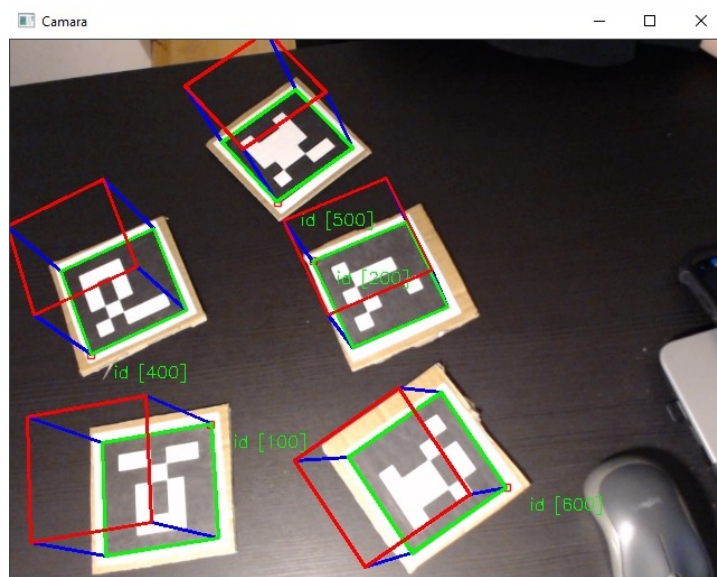 Camara
id [500]
id [200]
id [400]
id [100]
id [600]